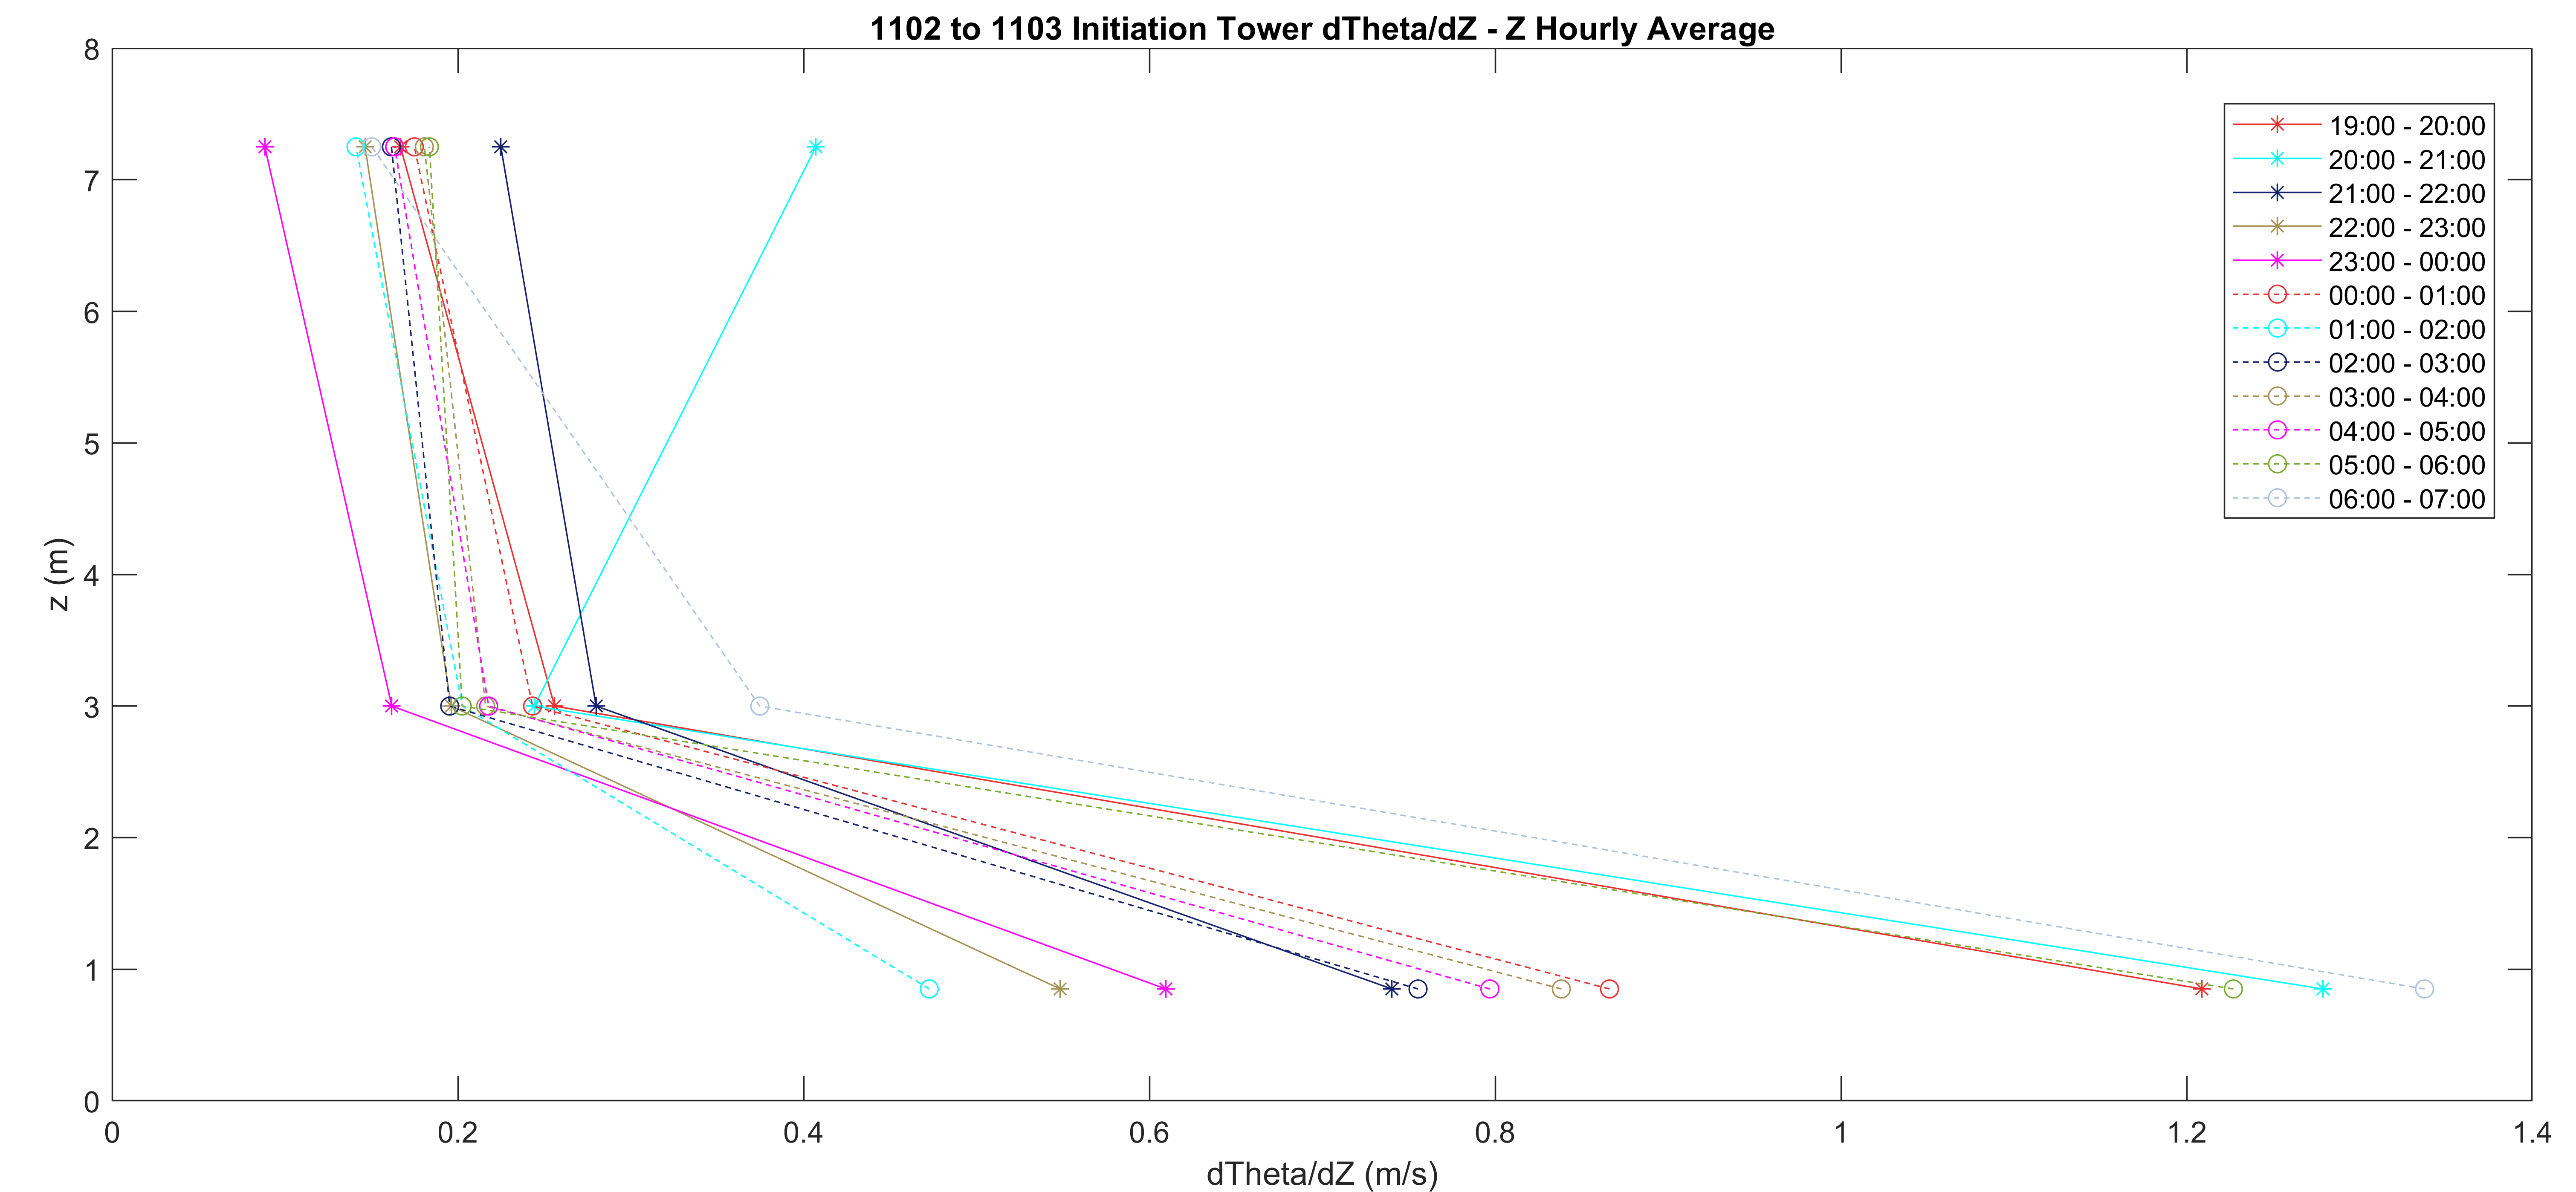 1102 to 1103 Initiation Tower dTheta/dZ - Z Hourly Average
8
7
6
5
4
3
2
1
0
z (m)
19:00 - 20:00
20:00 - 21:00
21:00 - 22:00
22:00 - 23:00
23:00 - 00:00
00:00 - 01:00
01:00 - 02:00
02:00 - 03:00
03:00 - 04:00
04:00 - 05:00
05:00 - 06:00
06:00 - 07:00
0 0.2 0.4 0.6 0.8 1 1.2 1.4
dTheta/dZ (m/s)